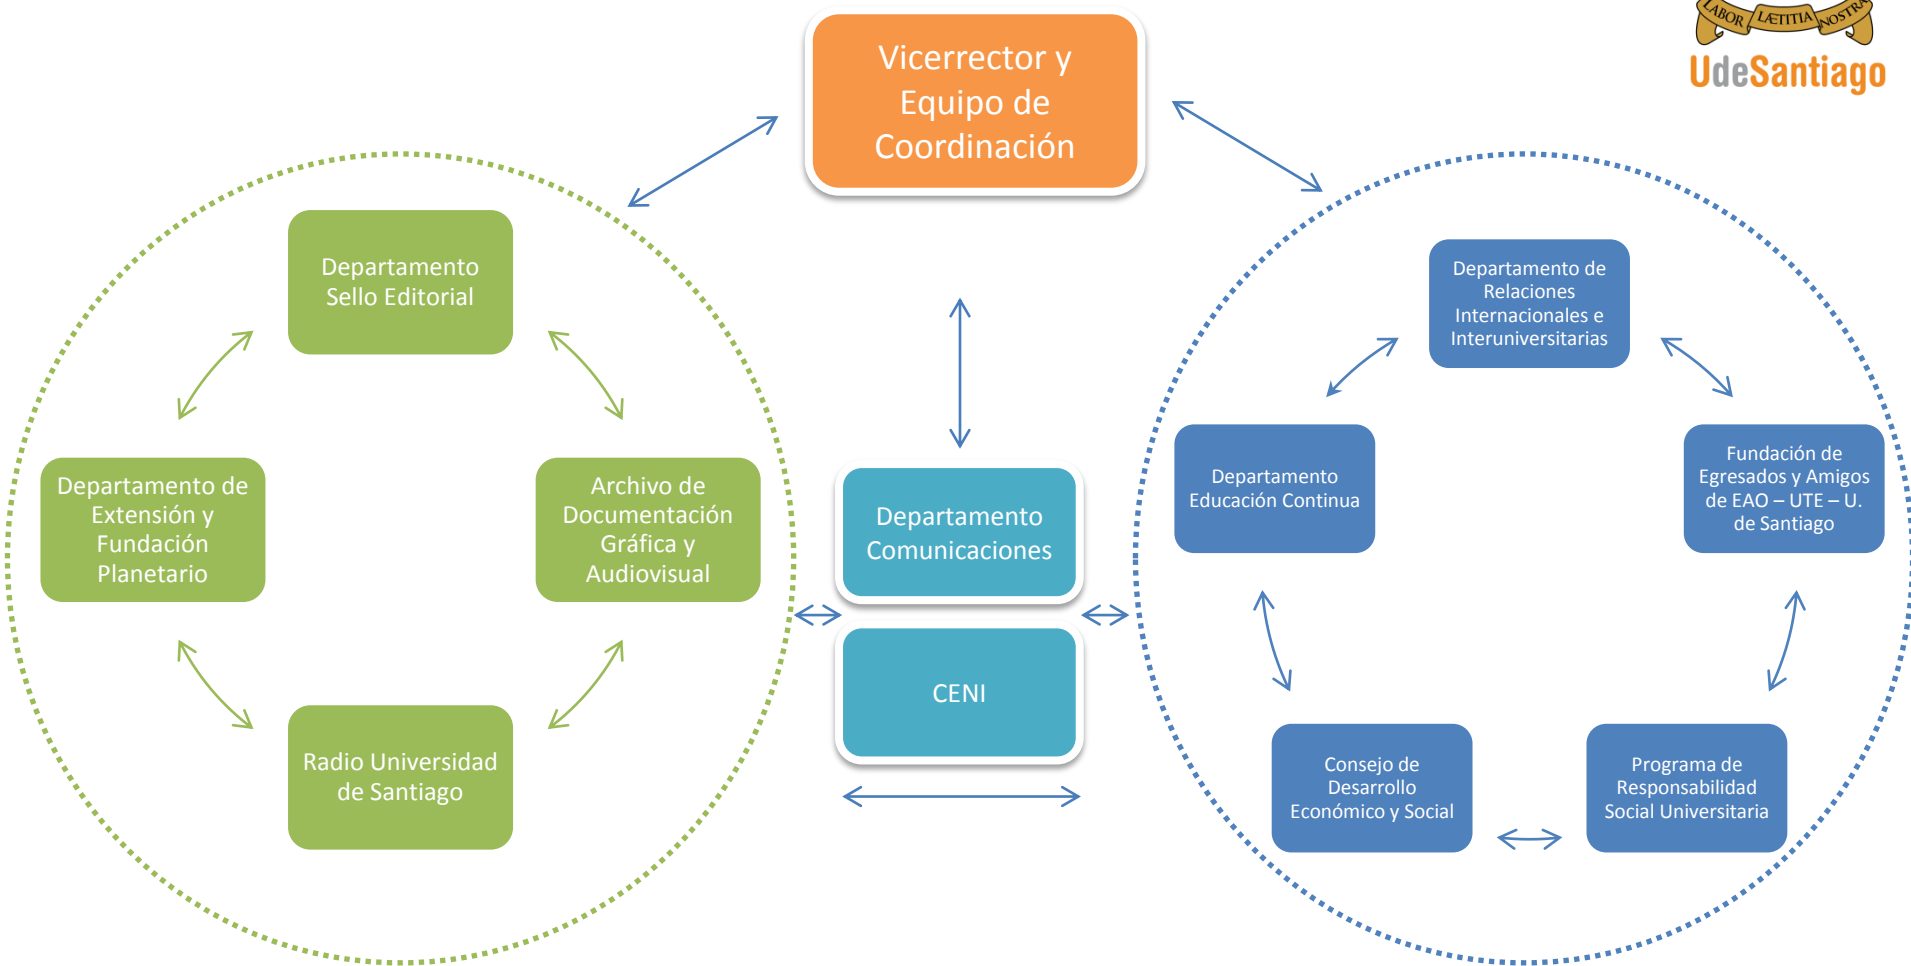 LABOR LÆTITIA NOSTRA
UdeSantiago
Vicerrector y
Equipo de
Coordinación
Departamento
Sello Editorial
Departamento de
Extensión y
Fundación
Planetario
Archivo de
Documentación
Gráfica y
Audiovisual
Radio Universidad
de Santiago
Departamento
Comunicaciones
CENI
Departamento de
Relaciones
Internacionales e
Interuniversitarias
Departamento
Educación Continua
Fundación de
Egresados y Amigos
de EAO – UTE – U.
de Santiago
Consejo de
Desarrollo
Económico y Social
Programa de
Responsabilidad
Social Universitaria